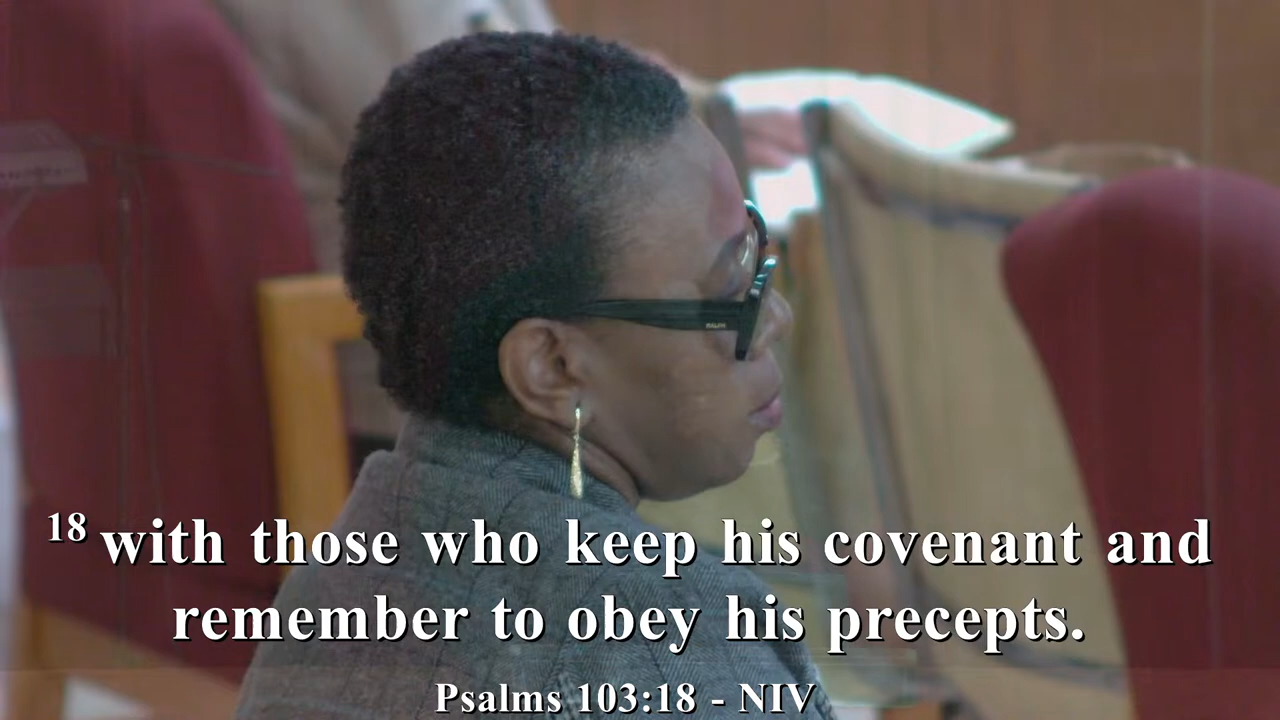 18 with those who keep his covenant and
remember to obey his precepts.
Psalms 103:18 - NIV